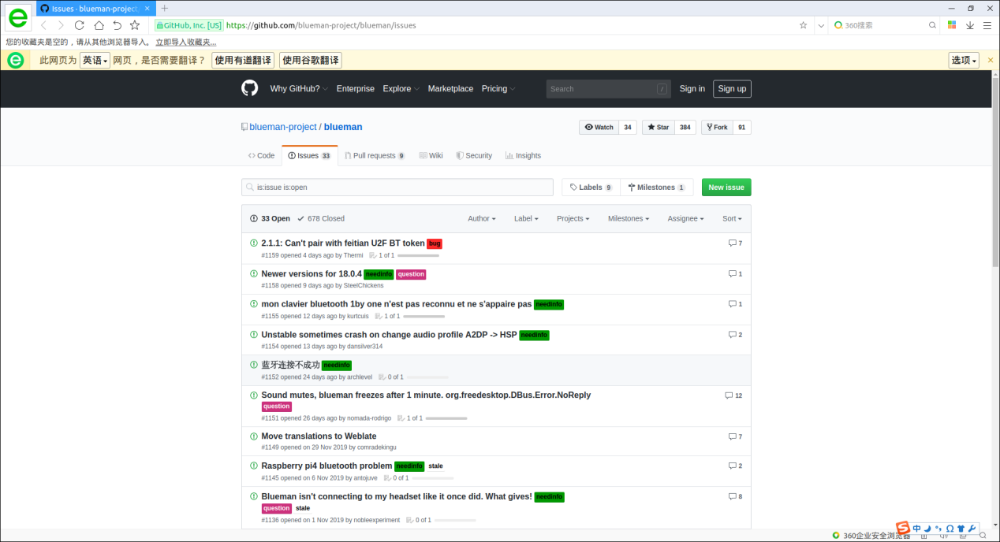 Issues · blueman-project/
GitHub, Inc. [US] https://github.com/blueman-project/blueman/issues
360搜索
您的收藏夹是空的，请从其他浏览器导入。 立即导入收藏夹...
此网页为 英语 网页，是否需要翻译？ 使用有道翻译 使用谷歌翻译 选项
Why GitHub? Enterprise Explore Marketplace Pricing Search / Sign in Sign up
blueman-project / blueman Watch 34 Star 384 Fork 91
Code Issues 33 Pull requests 9 Wiki Security Insights
is:issue is:open Labels 9 Milestones 1 New issue
33 Open 678 Closed Author Label Projects Milestones Assignee Sort
2.1.1: Can't pair with feitian U2F BT token bug 7
#1159 opened 4 days ago by Thermi 1 of 1
Newer versions for 18.0.4 needinfo question 1
#1158 opened 9 days ago by SteelChickens
mon clavier bluetooth 1by one n'est pas reconnu et ne s'appaire pas needinfo 1
#1155 opened 12 days ago by kurtcuis 1 of 1
Unstable sometimes crash on change audio profile A2DP -> HSP needinfo 2
#1154 opened 13 days ago by dansilver314
蓝牙连接不成功 needinfo
#1152 opened 24 days ago by archlevel 0 of 1
Sound mutes, blueman freezes after 1 minute. org.freedesktop.DBus.Error.NoReply 12
question
#1151 opened 26 days ago by nomada-rodrigo 1 of 1
Move translations to Weblate 7
#1149 opened on 29 Nov 2019 by comradekingu
Raspberry pi4 bluetooth problem needinfo stale 2
#1145 opened on 6 Nov 2019 by antojuve 0 of 1
Blueman isn't connecting to my headset like it once did. What gives! needinfo 8
question stale
#1136 opened on 1 Nov 2019 by nobleexperiment 0 of 1
中
360企业安全浏览器